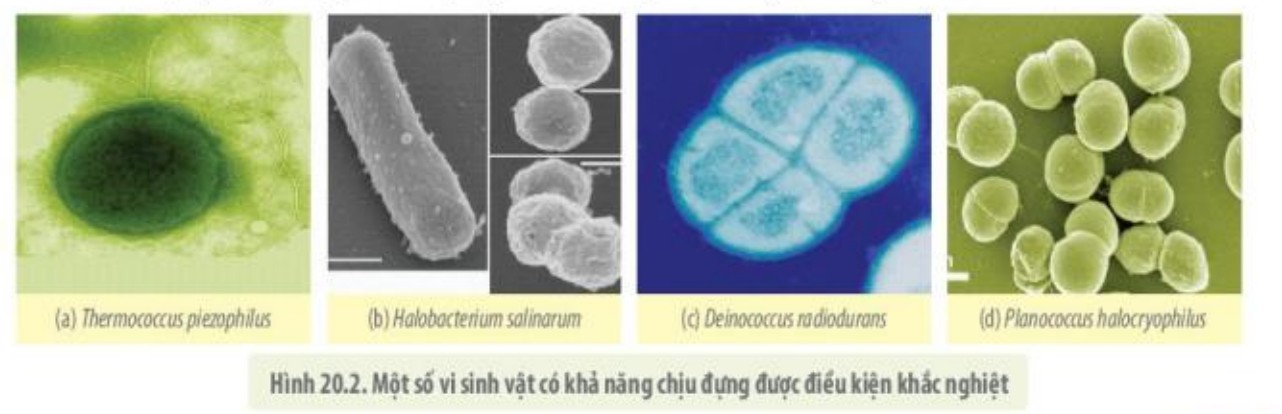 (a) Thermococcus piezophilus
(b) Halobacterium salinarum
(c) Deinococcus radiodurans
(d) Planococcus halocryophilus
Hình 20.2. Một số vi sinh vật có khả năng chịu đựng được điều kiện khắc nghiệt